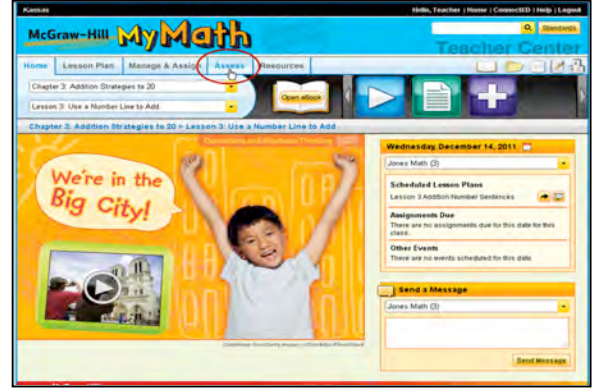 Kansas
Hello, Teacher | Home | ConnectED | Help | Logout
McGraw-Hill My Math
Standards
Teacher Center
Home Lesson Plan Manage & Assign Assess Resources
Chapter 3: Addition Strategies to 20
Lesson 3: Use a Number Line to Add
Open eBook
Chapter 3: Addition Strategies to 20 > Lesson 3: Use a Number Line to Add
Wednesday, December 14, 2011
Jones Math (3)
We're in the
Big City!
Scheduled Lesson Plans
Lesson 3 Addition Number Sentences
Assignments Due
There are no assignments due for this date for this
class.
Other Events
There are no events scheduled for this date.
Send a Message
Jones Math (3)
Send Message